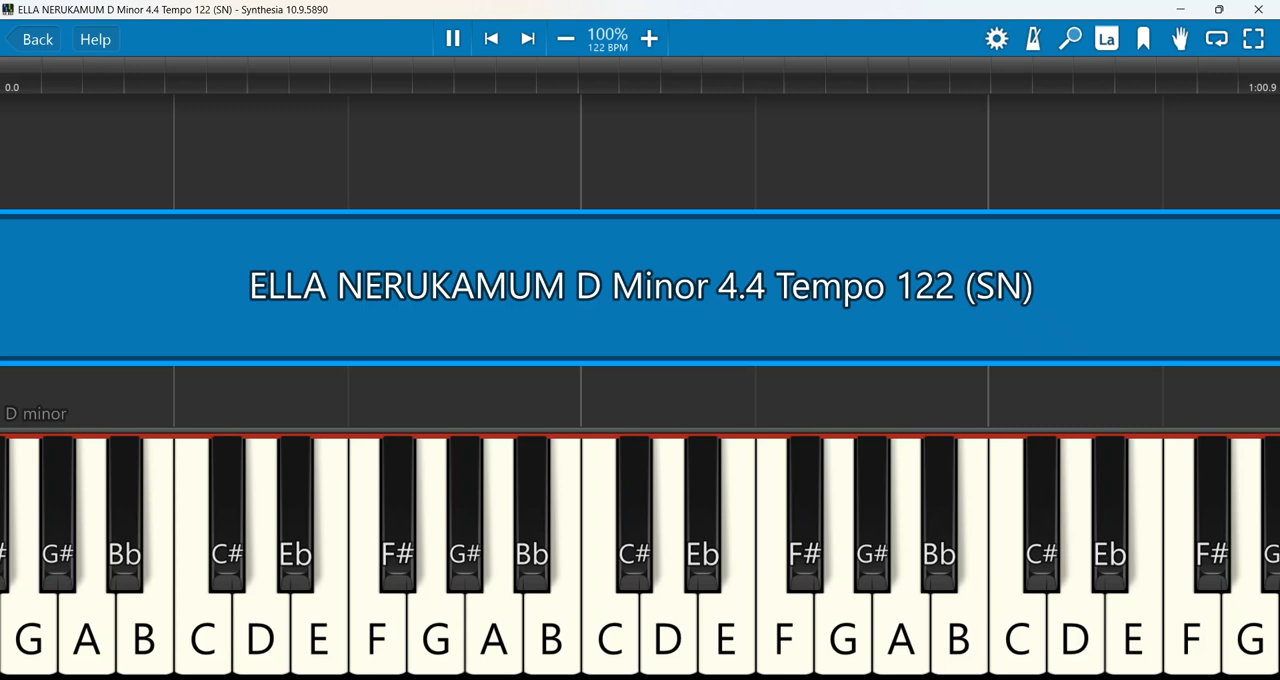 ELLA NERUKAMUM D Minor 4.4 Tempo 122 (SN) - Synthesia 10.9.5890
Back Help 100% La
122 BPM
0.0 1:00.9
ELLA NERUKAMUM D Minor 4.4 Tempo 122 (SN)
D minor
# G# Bb C# Eb F# G# Bb C# Eb F# G# Bb C# Eb F# G
G A B C D E F G A B C D E F G A B C D E F G